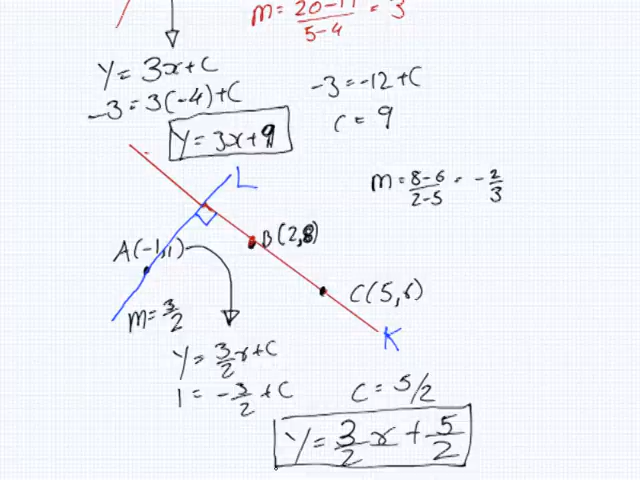 m = 20-17/5-4 = 3
y = 3x+c
-3 = 3(-4)+c
-3 = -12+c
c = 9
y = 3x+9
L
m = 8-6/2-5 = -2/3
A(-1,1)
B(2,8)
C(5,6)
m = 3/2
K
y = 3/2x+c
1 = -3/2+c
c = 5/2
y = 3/2x+5/2